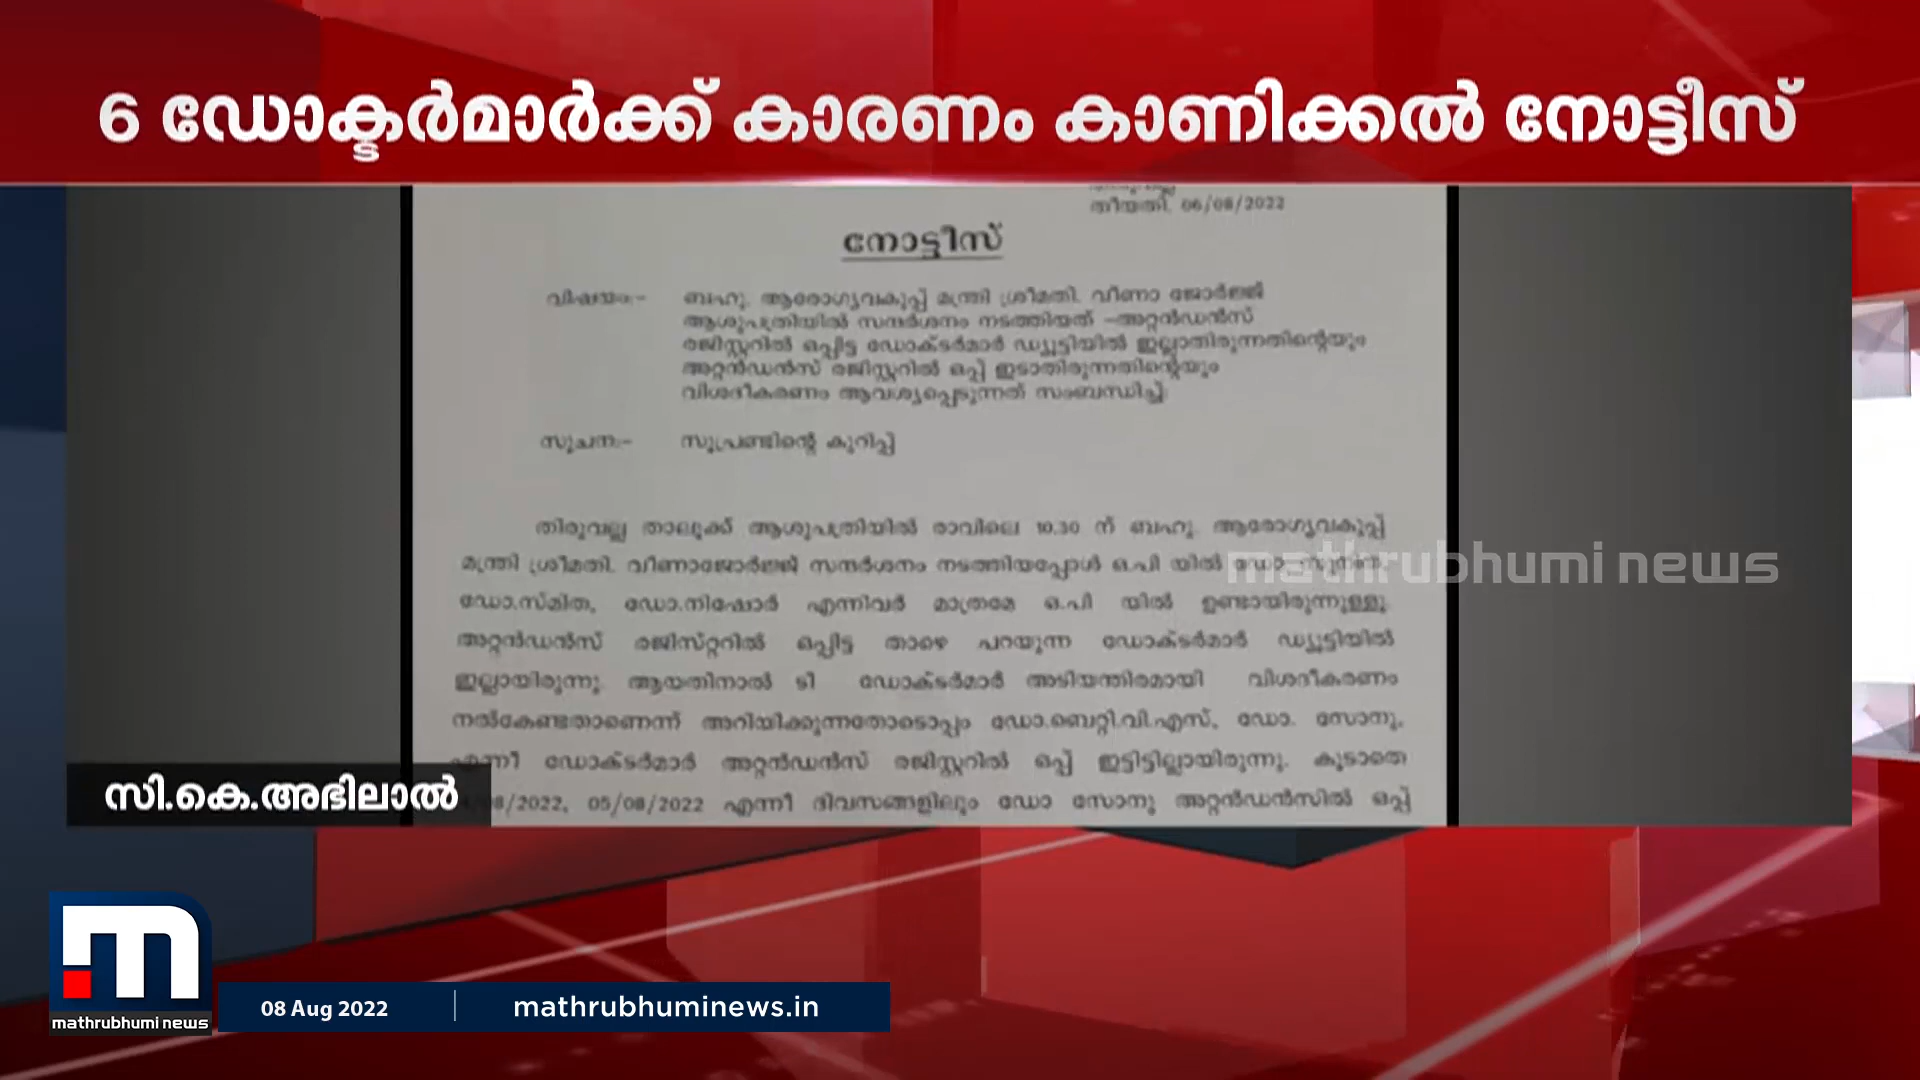 6 ഡോക്ടർമാർക്ക് കാരണം കാണിക്കൽ നോട്ടീസ്
തീയതി. 06/08/2022
നോട്ടീസ്
വിഷയം:- ബഹു. ആരോഗ്യവകുപ്പ് മന്ത്രി ശ്രീമതി. വീണാ ജോർജ്ജ്
ആശുപത്രിയിൽ സന്ദർശനം നടത്തിയത് -അറ്റൻഡൻസ്
രജിസ്റ്ററിൽ ഒപ്പിട്ട ഡോക്ടർമാർ ഡ്യൂട്ടിയിൽ ഇല്ലാതിരുന്നതിന്റെയും
അറ്റൻഡൻസ് രജിസ്റ്ററിൽ ഒപ്പ് ഇടാതിരുന്നതിന്റെയും
വിശദീകരണം ആവശ്യപ്പെടുന്നത് സംബന്ധിച്ച്
സൂചന:- സൂപ്രണ്ടിന്റെ കുറിപ്പ്
തിരുവല്ല താലൂക്ക് ആശുപത്രിയിൽ രാവിലെ 10.30 ന് ബഹു. ആരോഗ്യവകുപ്പ്
മന്ത്രി ശ്രീമതി. വീണാജോർജ്ജ് സന്ദർശനം നടത്തിയപ്പോൾ ഒ.പി യിൽ ഡോ.
mathrubhumi news
ഡോ.സ്മിത, ഡോ.നിഷോർ എന്നിവർ മാത്രമേ ഒ.പി യിൽ ഉണ്ടായിരുന്നുള്ളു.
അറ്റൻഡൻസ് രജിസ്റ്ററിൽ ഒപ്പിട്ട താഴെ പറയുന്ന ഡോക്ടർമാർ ഡ്യൂട്ടിയിൽ
ഇല്ലായിരുന്നു. ആയതിനാൽ ടി ഡോക്ടർമാർ അടിയന്തിരമായി വിശദീകരണം
നൽകേണ്ടതാണെന്ന് അറിയിക്കുന്നതോടൊപ്പം ഡോ.ബെറ്റി.വി.എസ്, ഡോ. സോനു,
എന്നീ ഡോക്ടർമാർ അറ്റൻഡൻസ് രജിസ്റ്ററിൽ ഒപ്പ് ഇട്ടിട്ടില്ലായിരുന്നു. കൂടാതെ
/08/2022, 05/08/2022 എന്നീ ദിവസങ്ങളിലും ഡോ സോനു അറ്റൻഡൻസിൽ ഒപ്പ്
സി.കെ.അഭിലാൽ
mathrubhumi news
08 Aug 2022
mathrubhuminews.in